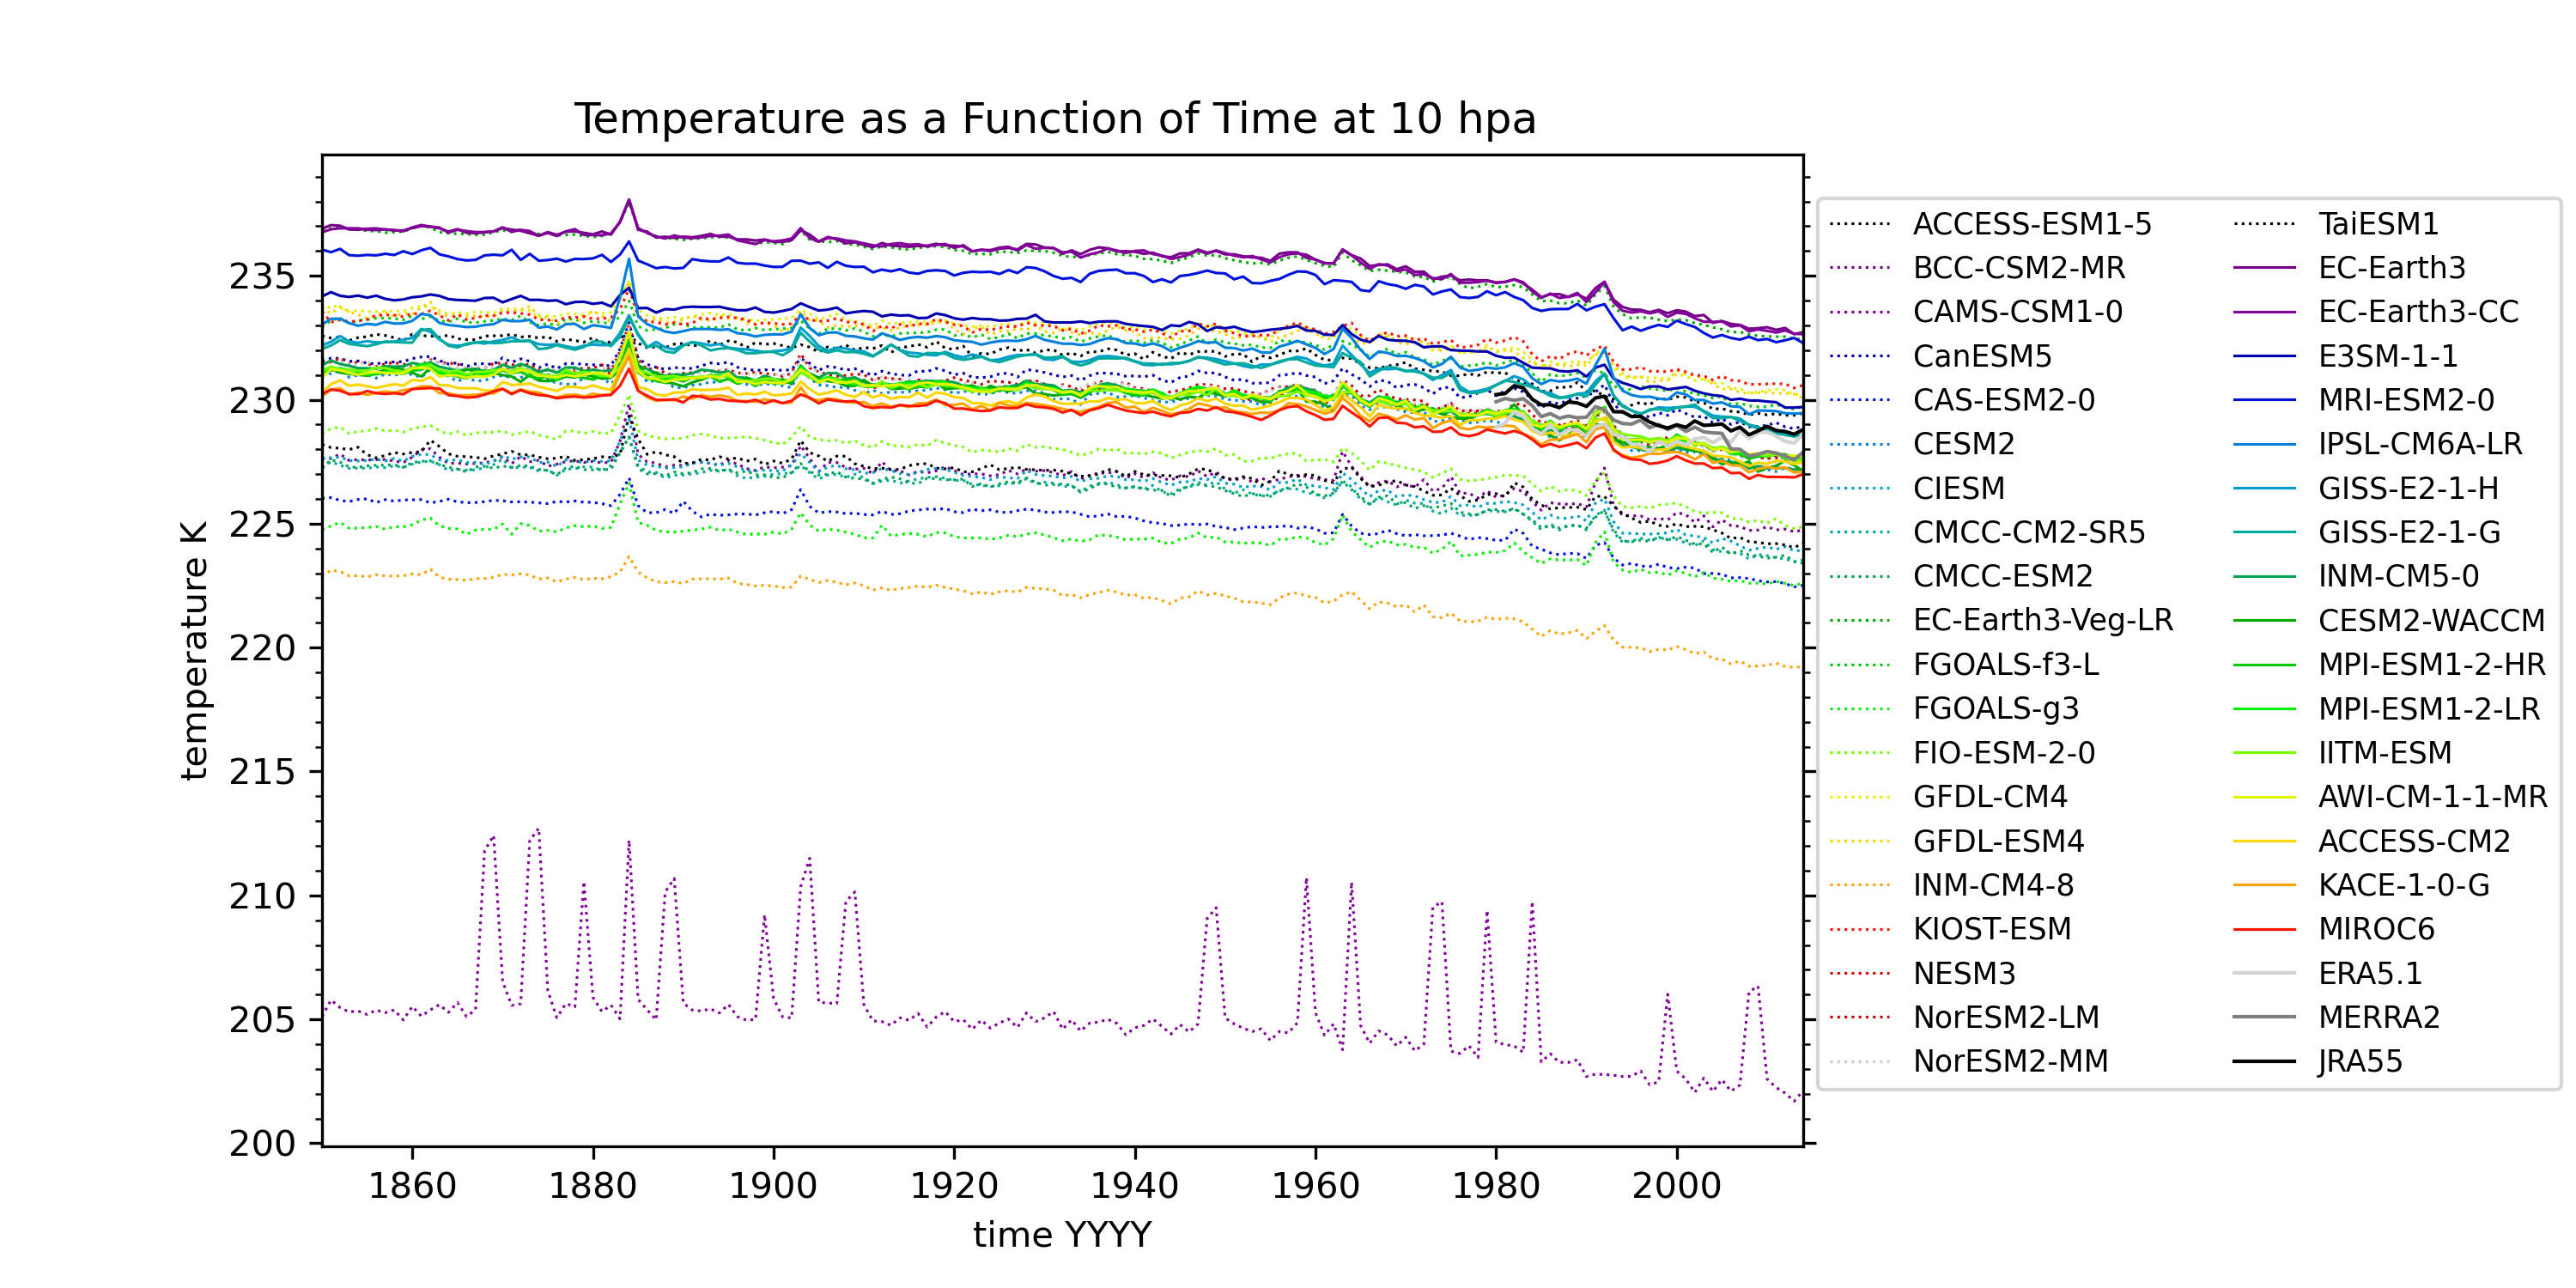 Temperature as a Function of Time at 10 hpa
temperature K
235
230
225
220
215
210
205
200
1860
1880
1900
1920
1940
1960
1980
2000
time YYYY
ACCESS-ESM1-5
BCC-CSM2-MR
CAMS-CSM1-0
CanESM5
CAS-ESM2-0
CESM2
CIESM
CMCC-CM2-SR5
CMCC-ESM2
EC-Earth3-Veg-LR
FGOALS-f3-L
FGOALS-g3
FIO-ESM-2-0
GFDL-CM4
GFDL-ESM4
INM-CM4-8
KIOST-ESM
NESM3
NorESM2-LM
NorESM2-MM
TaiESM1
EC-Earth3
EC-Earth3-CC
E3SM-1-1
MRI-ESM2-0
IPSL-CM6A-LR
GISS-E2-1-H
GISS-E2-1-G
INM-CM5-0
CESM2-WACCM
MPI-ESM1-2-HR
MPI-ESM1-2-LR
IITM-ESM
AWI-CM-1-1-MR
ACCESS-CM2
KACE-1-0-G
MIROC6
ERA5.1
MERRA2
JRA55